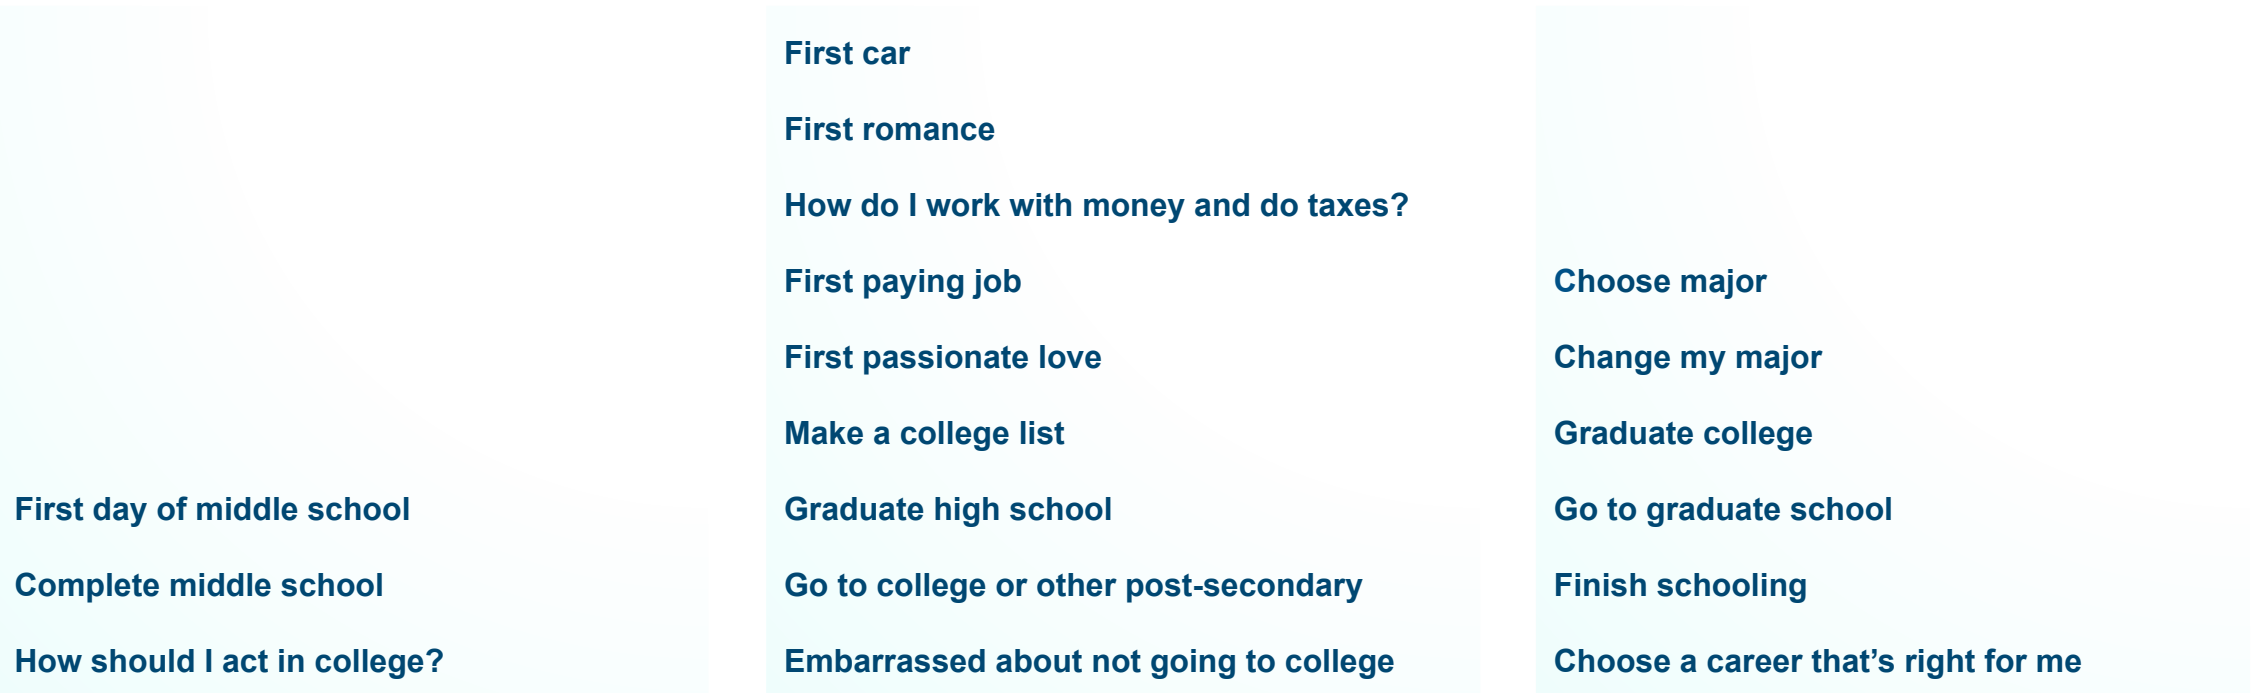 First day of middle school
Complete middle school
How should I act in college?
First car
First romance
How do I work with money and do taxes?
First paying job
First passionate love
Make a college list
Graduate high school
Go to college or other post-secondary
Embarrassed about not going to college
Choose major
Change my major
Graduate college
Go to graduate school
Finish schooling
Choose a career that’s right for me